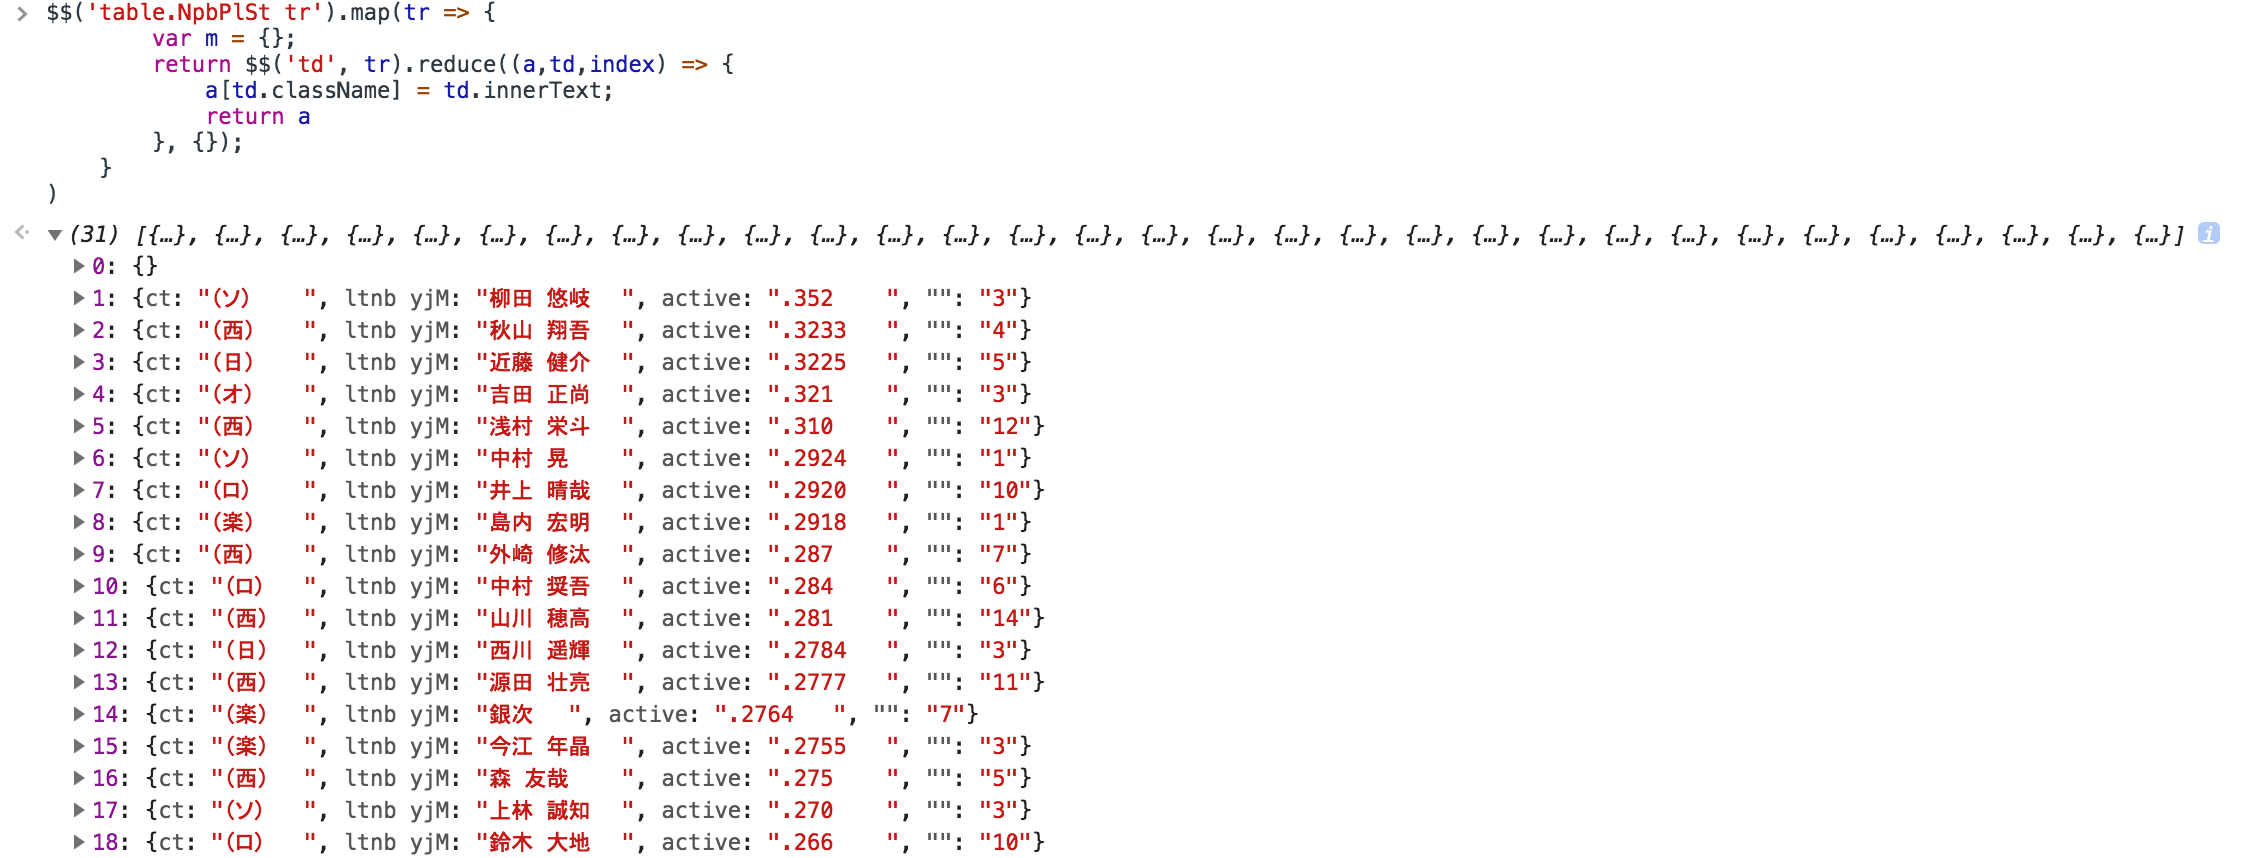 > $$('table.NpbPlSt tr').map(tr => {
var m = {};
return $$('td', tr).reduce((a,td,index) => {
a[td.className] = td.innerText;
return a
}, {});
}
)
(31) [{…}, {…}, {…}, {…}, {…}, {…}, {…}, {…}, {…}, {…}, {…}, {…}, {…}, {…}, {…}, {…}, {…}, {…}, {…}, {…}, {…}, {…}, {…}, {…}, {…}, {…}, {…}, {…}, {…}, {…}, {…}] i
0: {}
1: {ct: "(ソ)    ", ltnb yjM: "柳田 悠岐  ", active: ".352    ", "": "3"}
2: {ct: "(西)    ", ltnb yjM: "秋山 翔吾  ", active: ".3233   ", "": "4"}
3: {ct: "(日)    ", ltnb yjM: "近藤 健介  ", active: ".3225   ", "": "5"}
4: {ct: "(オ)    ", ltnb yjM: "吉田 正尚  ", active: ".321    ", "": "3"}
5: {ct: "(西)    ", ltnb yjM: "浅村 栄斗  ", active: ".310    ", "": "12"}
6: {ct: "(ソ)    ", ltnb yjM: "中村 晃    ", active: ".2924   ", "": "1"}
7: {ct: "(ロ)    ", ltnb yjM: "井上 晴哉  ", active: ".2920   ", "": "10"}
8: {ct: "(楽)    ", ltnb yjM: "島内 宏明  ", active: ".2918   ", "": "1"}
9: {ct: "(西)    ", ltnb yjM: "外崎 修汰  ", active: ".287    ", "": "7"}
10: {ct: "(ロ)   ", ltnb yjM: "中村 奨吾  ", active: ".284    ", "": "6"}
11: {ct: "(西)   ", ltnb yjM: "山川 穂高  ", active: ".281    ", "": "14"}
12: {ct: "(日)   ", ltnb yjM: "西川 遥輝  ", active: ".2784   ", "": "3"}
13: {ct: "(西)   ", ltnb yjM: "源田 壮亮  ", active: ".2777   ", "": "11"}
14: {ct: "(楽)   ", ltnb yjM: "銀次   ", active: ".2764   ", "": "7"}
15: {ct: "(楽)   ", ltnb yjM: "今江 年晶  ", active: ".2755   ", "": "3"}
16: {ct: "(西)   ", ltnb yjM: "森 友哉    ", active: ".275    ", "": "5"}
17: {ct: "(ソ)   ", ltnb yjM: "上林 誠知  ", active: ".270    ", "": "3"}
18: {ct: "(ロ)   ", ltnb yjM: "鈴木 大地  ", active: ".266    ", "": "10"}